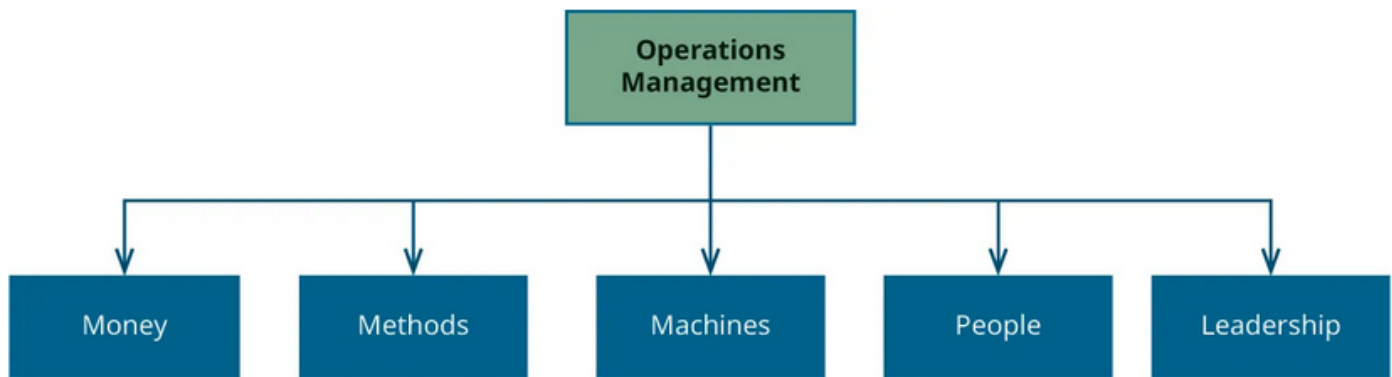 Operations
Management
Money
Methods
Machines
People
Leadership